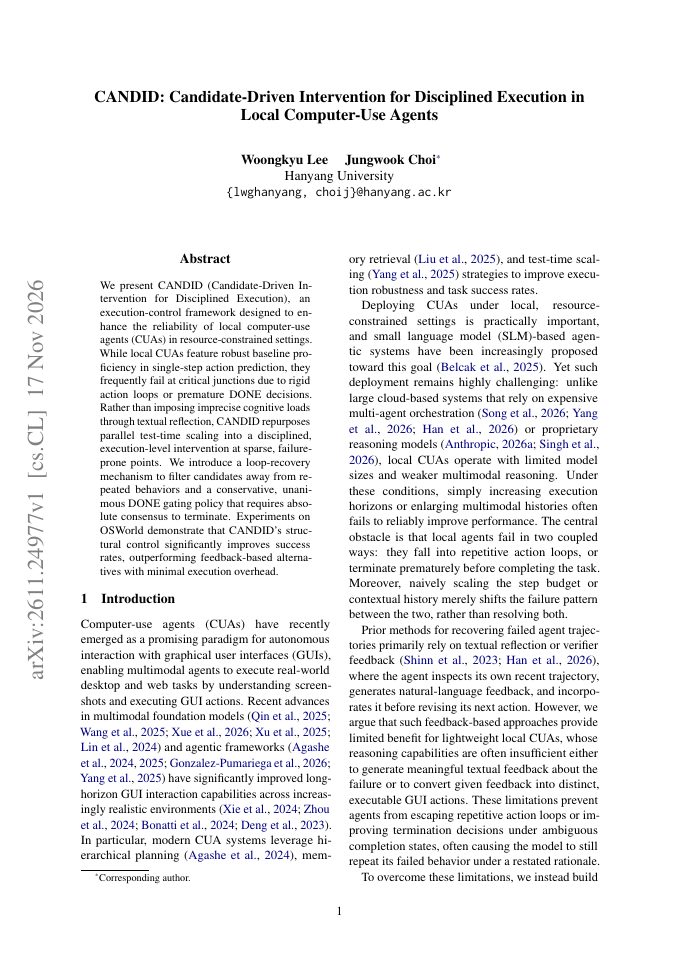 CANDID: Candidate-Driven Intervention for Disciplined Execution in
Local Computer-Use Agents
Woongkyu Lee Jungwook Choi*
Hanyang University
{lwghanyang, choij}@hanyang.ac.kr
arXiv:2611.24977v1 [cs.CL] 17 Nov 2026
Abstract
We present CANDID (Candidate-Driven In-
tervention for Disciplined Execution), an
execution-control framework designed to en-
hance the reliability of local computer-use
agents (CUAs) in resource-constrained settings.
While local CUAs feature robust baseline pro-
ficiency in single-step action prediction, they
frequently fail at critical junctions due to rigid
action loops or premature DONE decisions.
Rather than imposing imprecise cognitive loads
through textual reflection, CANDID repurposes
parallel test-time scaling into a disciplined,
execution-level intervention at sparse, failure-
prone points. We introduce a loop-recovery
mechanism to filter candidates away from re-
peated behaviors and a conservative, unani-
mous DONE gating policy that requires abso-
lute consensus to terminate. Experiments on
OSWorld demonstrate that CANDID's struc-
tural control significantly improves success
rates, outperforming feedback-based alterna-
tives with minimal execution overhead.
1 Introduction
Computer-use agents (CUAs) have recently
emerged as a promising paradigm for autonomous
interaction with graphical user interfaces (GUIs),
enabling multimodal agents to execute real-world
desktop and web tasks by understanding screen-
shots and executing GUI actions. Recent advances
in multimodal foundation models (Qin et al., 2025;
Wang et al., 2025; Xue et al., 2026; Xu et al., 2025;
Lin et al., 2024) and agentic frameworks (Agashe
et al., 2024, 2025; Gonzalez-Pumariega et al., 2026;
Yang et al., 2025) have significantly improved long-
horizon GUI interaction capabilities across increas-
ingly realistic environments (Xie et al., 2024; Zhou
et al., 2024; Bonatti et al., 2024; Deng et al., 2023).
In particular, modern CUA systems leverage hi-
erarchical planning (Agashe et al., 2024), mem-
*Corresponding author.
ory retrieval (Liu et al., 2025), and test-time scal-
ing (Yang et al., 2025) strategies to improve execu-
tion robustness and task success rates.
Deploying CUAs under local, resource-
constrained settings is practically important,
and small language model (SLM)-based agen-
tic systems have been increasingly proposed
toward this goal (Belcak et al., 2025). Yet such
deployment remains highly challenging: unlike
large cloud-based systems that rely on expensive
multi-agent orchestration (Song et al., 2026; Yang
et al., 2026; Han et al., 2026) or proprietary
reasoning models (Anthropic, 2026a; Singh et al.,
2026), local CUAs operate with limited model
sizes and weaker multimodal reasoning. Under
these conditions, simply increasing execution
horizons or enlarging multimodal histories often
fails to reliably improve performance. The central
obstacle is that local agents fail in two coupled
ways: they fall into repetitive action loops, or
terminate prematurely before completing the task.
Moreover, naively scaling the step budget or
contextual history merely shifts the failure pattern
between the two, rather than resolving both.
Prior methods for recovering failed agent trajec-
tories primarily rely on textual reflection or verifier
feedback (Shinn et al., 2023; Han et al., 2026),
where the agent inspects its own recent trajectory,
generates natural-language feedback, and incorpo-
rates it before revising its next action. However, we
argue that such feedback-based approaches provide
limited benefit for lightweight local CUAs, whose
reasoning capabilities are often insufficient either
to generate meaningful textual feedback about the
failure or to convert given feedback into distinct,
executable GUI actions. These limitations prevent
agents from escaping repetitive action loops or im-
proving termination decisions under ambiguous
completion states, often causing the model to still
repeat its failed behavior under a restated rationale.
To overcome these limitations, we instead build
1